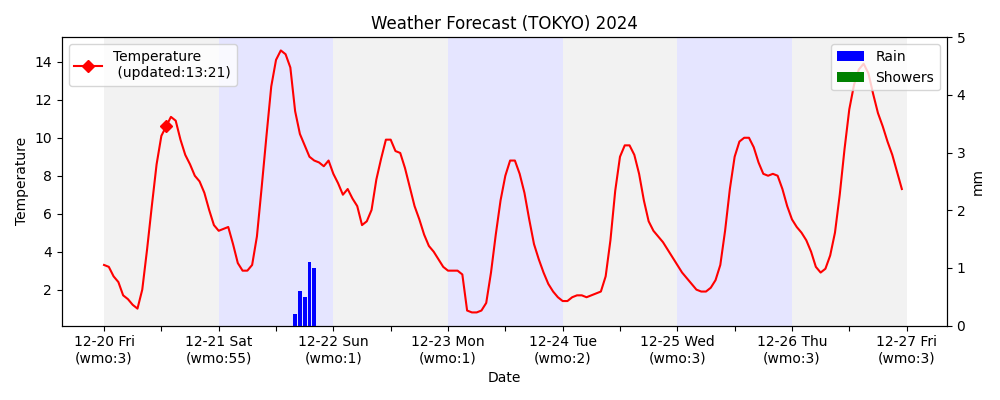 Weather Forecast (TOKYO) 2024
Temperature
(updated:13:21)
Rain
Showers
14
12
10
8
6
4
2
Temperature
5
4
3
2
1
0
mm
12-20 Fri 12-21 Sat 12-22 Sun 12-23 Mon 12-24 Tue 12-25 Wed 12-26 Thu 12-27 Fri
(wmo:3) (wmo:55) (wmo:1) (wmo:1) (wmo:2) (wmo:3) (wmo:3) (wmo:3)
Date